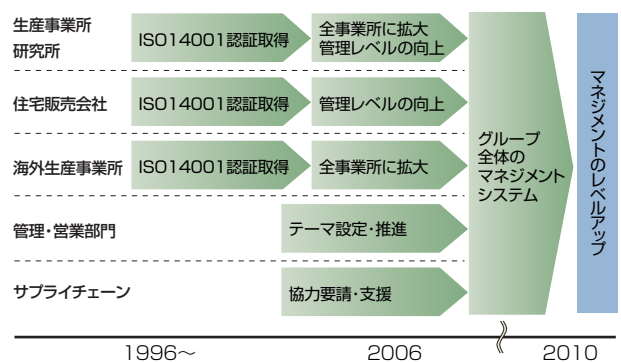 生産事業所
研究所
ISO14001認証取得
全事業所に拡大
管理レベルの向上
住宅販売会社
ISO14001認証取得
管理レベルの向上
海外生産事業所
ISO14001認証取得
全事業所に拡大
管理・営業部門
テーマ設定・推進
サプライチェーン
協力要請・支援
グループ
全体の
マネジメント
システム
マネジメントのレベルアップ
1996〜
2006
2010